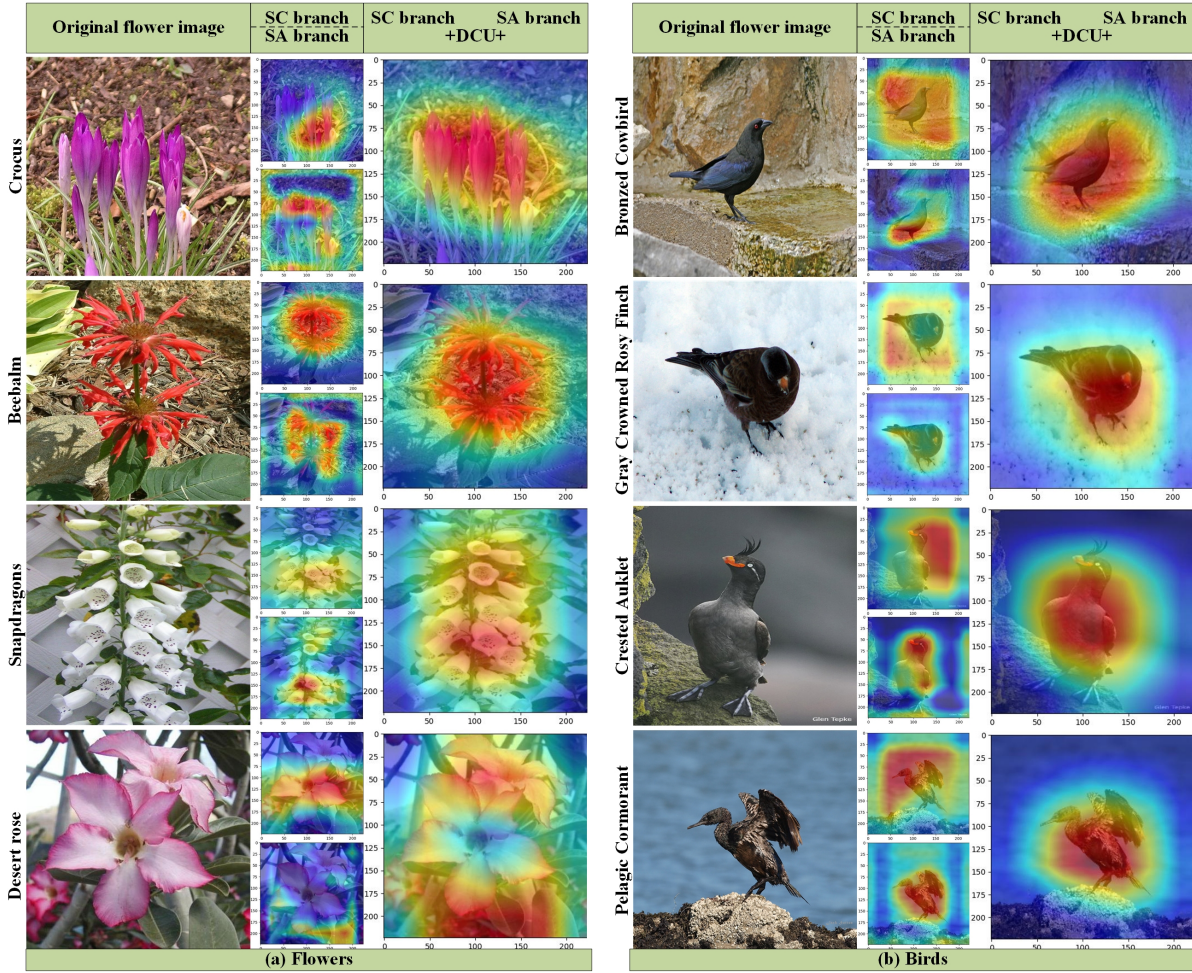 Original flower image
SC branch
SA branch
SC branch SA branch
+DCU+
Original flower image
SC branch
SA branch
SC branch SA branch
+DCU+
Crocus
Beebalm
Snapdragons
Desert rose
Bronzed Cowbird
Gray Crowned Rosy Finch
Crested Auklet
Pelagic Cormorant
0
25
50
75
100
125
150
175
200
0 50 100 150 200
Glen Tepke
(a) Flowers
(b) Birds